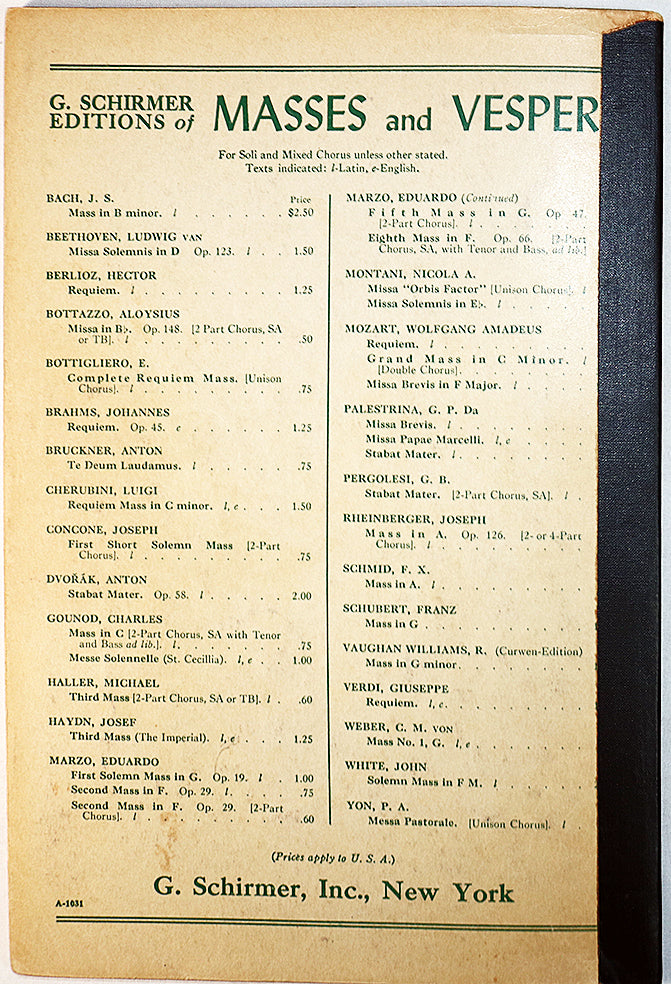 G. SCHIRMER
EDITIONS of MASSES and VESPER
For Soli and Mixed Chorus unless other stated.
Texts indicated: l-Latin, e-English.
BACH, J. S. Price
Mass in B minor. l . . . . . . . $2.50
BEETHOVEN, LUDWIG VAN
Missa Solemnis in D Op. 123. l . . 1.50
BERLIOZ, HECTOR
Requiem. l . . . . . . . . . 1.25
BOTTAZZO, ALOYSIUS
Missa in B♭. Op. 148. [2 Part Chorus, SA
or TB]. l . . . . . . . . . .50
BOTTIGLIERO, E.
Complete Requiem Mass. [Unison
Chorus]. l . . . . . . . . . .75
BRAHMS, JOHANNES
Requiem. Op. 45. e . . . . . . 1.25
BRUCKNER, ANTON
Te Deum Laudamus. l . . . . . .75
CHERUBINI, LUIGI
Requiem Mass in C minor. l, e . . . 1.50
CONCONE, JOSEPH
First Short Solemn Mass [2-Part
Chorus]. l . . . . . . . . . .75
DVOŘÁK, ANTON
Stabat Mater. Op. 58. l . . . . . 2.00
GOUNOD, CHARLES
Mass in C [2-Part Chorus, SA with Tenor
and Bass ad lib.]. l. . . . . . . .75
Messe Solennelle (St. Cecillia). l, e . . 1.00
HALLER, MICHAEL
Third Mass [2-Part Chorus, SA or TB]. l . .60
HAYDN, JOSEF
Third Mass (The Imperial). l, e . . . 1.25
MARZO, EDUARDO
First Solemn Mass in G. Op. 19. l . 1.00
Second Mass in F. Op. 29. l . . . . .75
Second Mass in F. Op. 29. [2-Part
Chorus]. l . . . . . . . . . .60
MARZO, EDUARDO (Continued)
Fifth Mass in G. Op 47.
[2-Part Chorus]. l . . . . . .
Eighth Mass in F. Op. 66. [2-Part
Chorus, SA, with Tenor and Bass, ad lib.]
MONTANI, NICOLA A.
Missa "Orbis Factor" [Unison Chorus]. l
Missa Solemnis in E♭. l . . . . .
MOZART, WOLFGANG AMADEUS
Requiem. l . . . . . . . .
Grand Mass in C Minor. l
[Double Chorus]. . . . . . .
Missa Brevis in F Major. l . . . .
PALESTRINA, G. P. Da
Missa Brevis. l . . . . . . .
Missa Papae Marcelli. l, e . . . .
Stabat Mater. l . . . . . . .
PERGOLESI, G. B.
Stabat Mater. [2-Part Chorus, SA]. l .
RHEINBERGER, JOSEPH
Mass in A. Op. 126. [2- or 4-Part
Chorus]. l . . . . . . . .
SCHMID, F. X.
Mass in A. l . . . . . . . .
SCHUBERT, FRANZ
Mass in G . . . . . . . . .
VAUGHAN WILLIAMS, R. (Curwen-Edition)
Mass in G minor. . . . . . . .
VERDI, GIUSEPPE
Requiem. l, e. . . . . . . .
WEBER, C. M. VON
Mass No. 1, G. l, e . . . . . .
WHITE, JOHN
Solemn Mass in F M. l . . . . .
YON, P. A.
Messa Pastorale. [Unison Chorus]. l .
(Prices apply to U. S. A.)
G. Schirmer, Inc., New York
A-1031